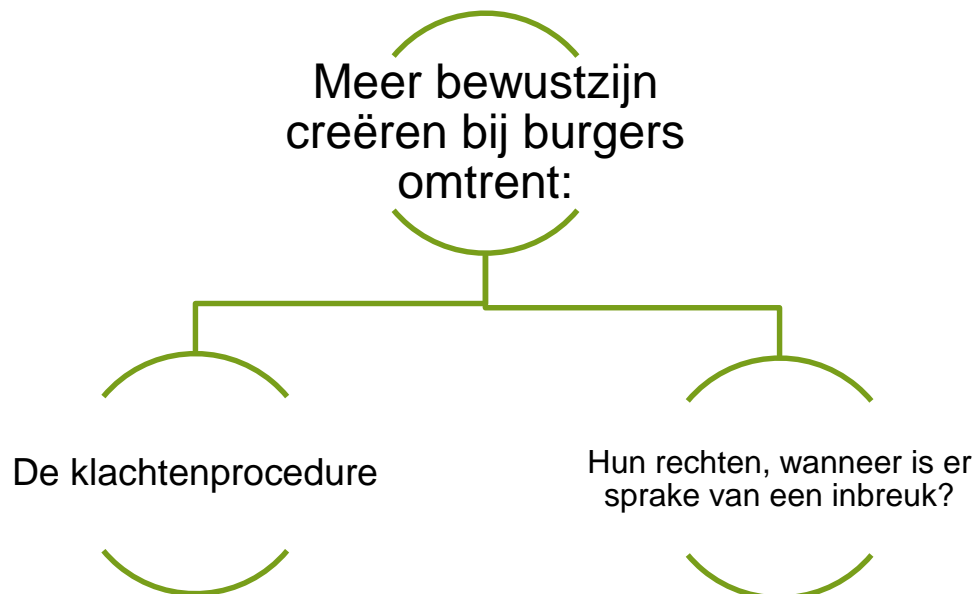 Meer bewustzijn
creëren bij burgers
omtrent:
De klachtenprocedure
Hun rechten, wanneer is er
sprake van een inbreuk?